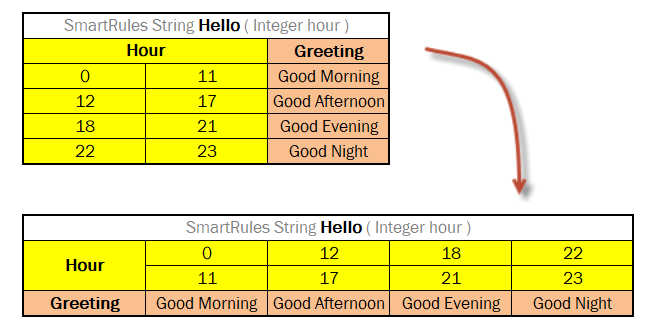 SmartRules String Hello ( Integer hour )
Hour Greeting
0 11 Good Morning
12 17 Good Afternoon
18 21 Good Evening
22 23 Good Night
SmartRules String Hello ( Integer hour )
Hour 0 12 18 22
11 17 21 23
Greeting Good Morning Good Afternoon Good Evening Good Night